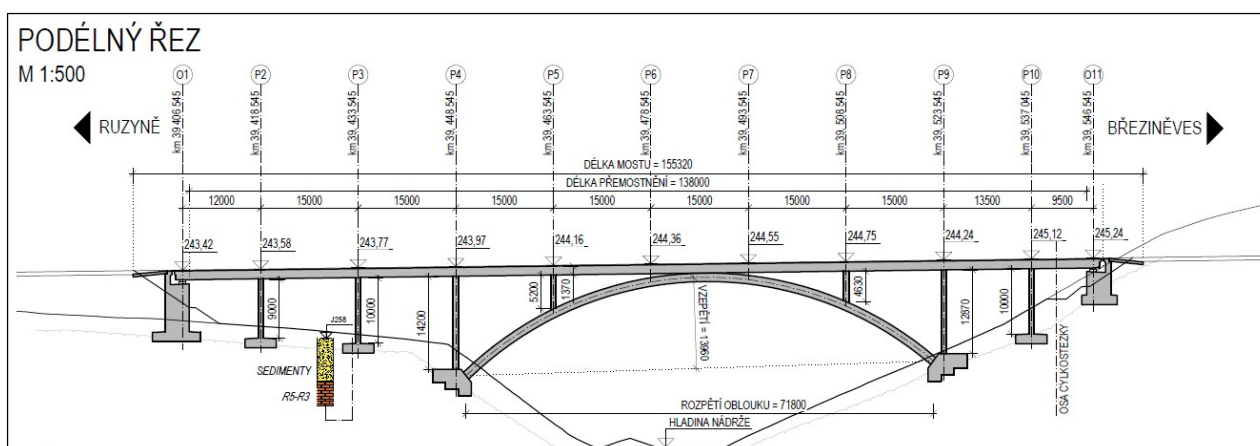 PODÉLNÝ ŘEZ
M 1:500
O1 P2 P3 P4 P5 P6 P7 P8 P9 P10 O11
km 39. 406.545
km 39. 418.545
km 39. 433.545
km 39. 448.545
km 39. 463.545
km 39. 478.545
km 39. 493.545
km 39. 508.545
km 39. 523.545
km 39. 537.045
km 39. 546.545
RUZYNĚ
BŘEZINĚVES
DÉLKA MOSTU = 155320
DÉLKA PŘEMOSTNĚNÍ = 138000
12000 15000 15000 15000 15000 15000 15000 15000 13500 9500
243,42 243,58 243,77 243,97 244,16 244,36 244,55 244,75 244,24 245,12 245,24
9000
10000
14200
5200
1370
VZEPĚTÍ = 13960
4630
12870
10000
J258
SEDIMENTY
R5-R3
OSA CYLKOSTEZKY
ROZPĚTÍ OBLOUKU = 71800
HLADINA NÁDRŽE